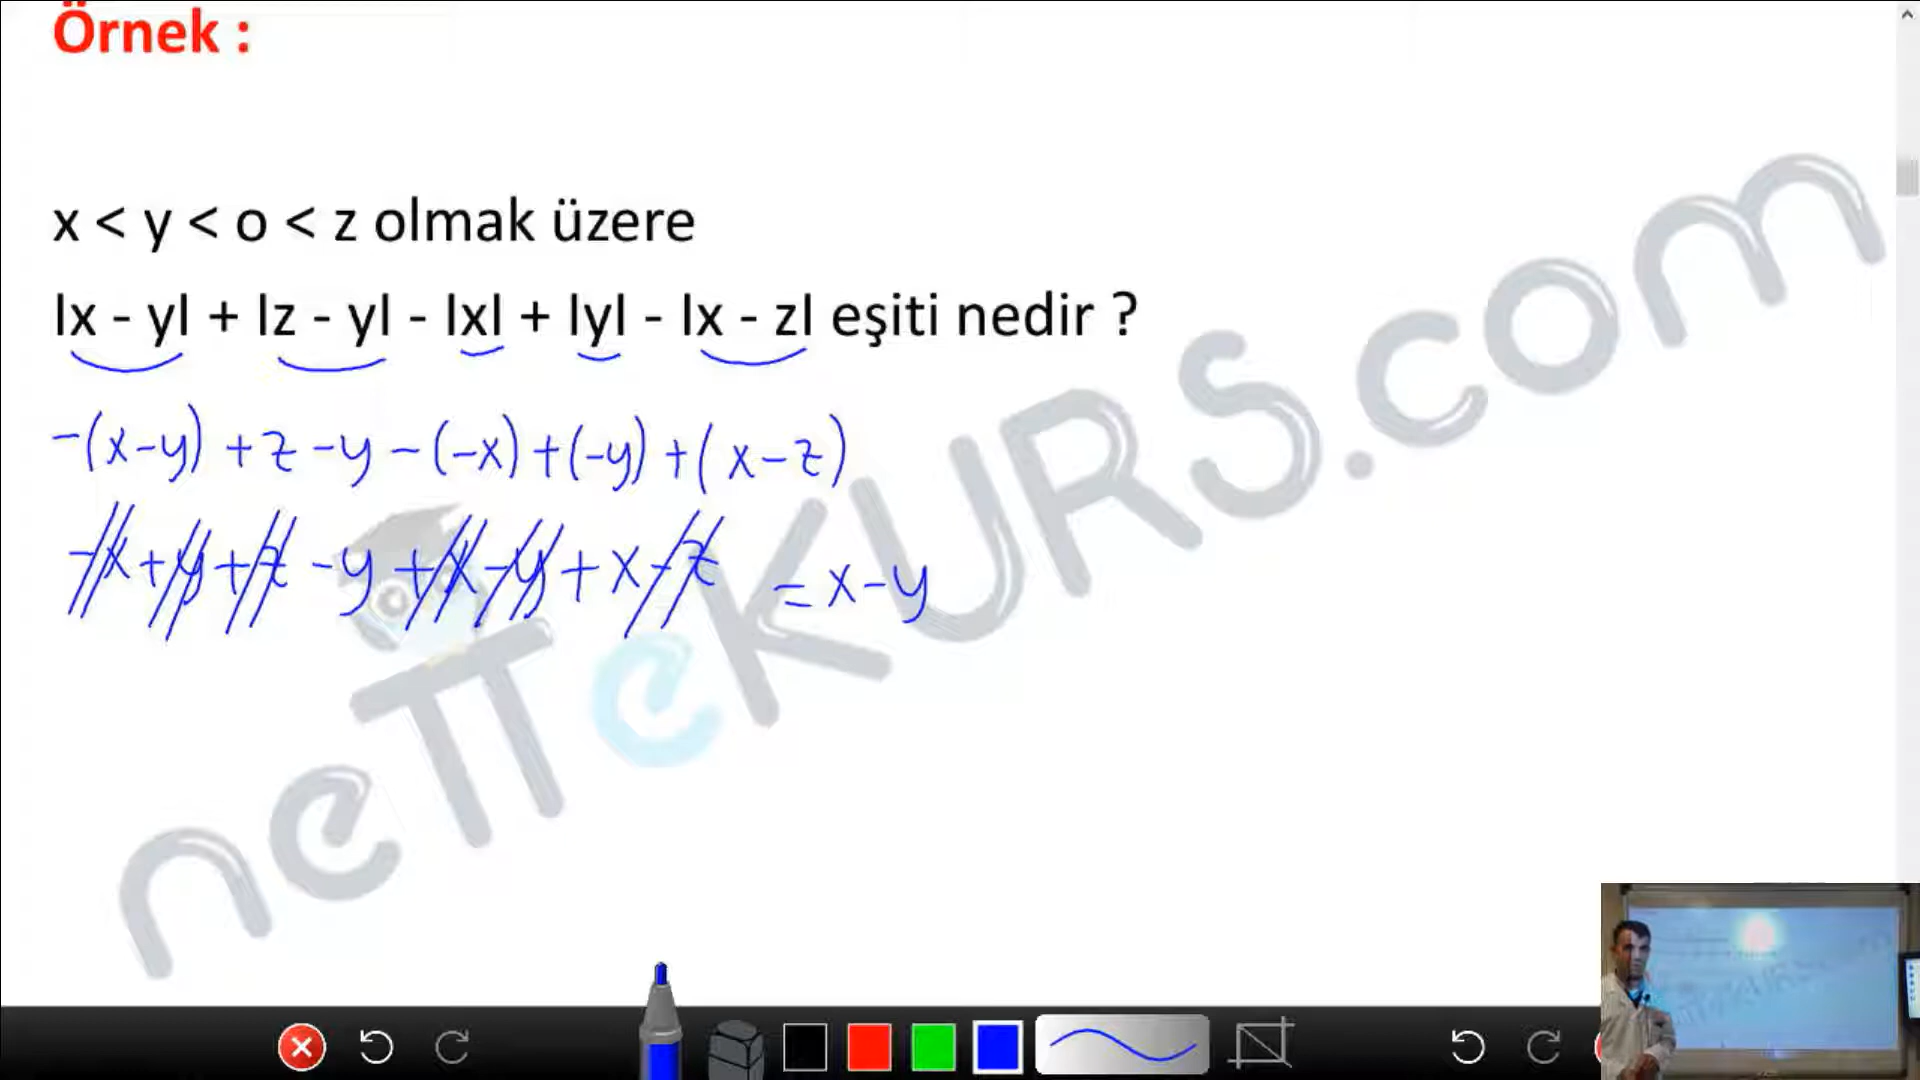 Örnek :
x < y < o < z olmak üzere
lx - yl + lz - yl - lxl + lyl - lx - zl eşiti nedir ?
-(x-y) +z -y -(-x) +(-y) +(x-z)
-x +y +z -y +x -y +x -z = x-y
netteKURS.com